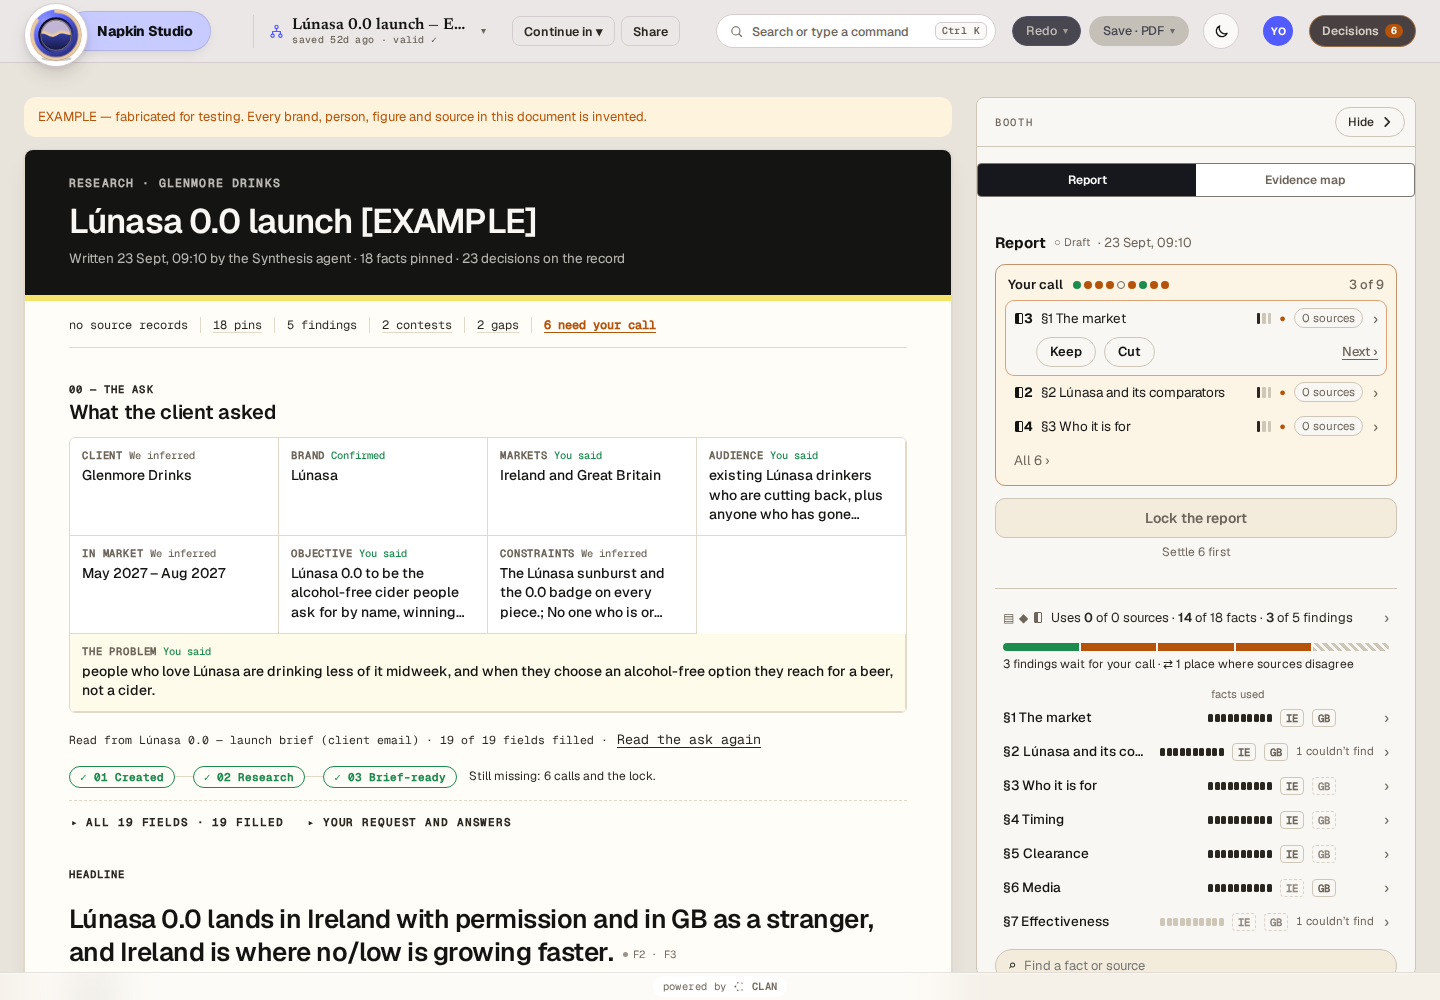 Napkin Studio
Lúnasa 0.0 launch — E...
saved 52d ago · valid ✓
Continue in ▾
Share
Search or type a command
Ctrl K
Redo ▾
Save · PDF ▾
YO
Decisions 6
EXAMPLE — fabricated for testing. Every brand, person, figure and source in this document is invented.
RESEARCH · GLENMORE DRINKS
Lúnasa 0.0 launch [EXAMPLE]
Written 23 Sept, 09:10 by the Synthesis agent · 18 facts pinned · 23 decisions on the record
no source records
18 pins
5 findings
2 contests
2 gaps
6 need your call
00 — THE ASK
What the client asked
CLIENT We inferred
Glenmore Drinks
BRAND Confirmed
Lúnasa
MARKETS You said
Ireland and Great Britain
AUDIENCE You said
existing Lúnasa drinkers
who are cutting back, plus
anyone who has gone...
IN MARKET We inferred
May 2027 – Aug 2027
OBJECTIVE You said
Lúnasa 0.0 to be the
alcohol-free cider people
ask for by name, winning...
CONSTRAINTS We inferred
The Lúnasa sunburst and
the 0.0 badge on every
piece.; No one who is or...
THE PROBLEM You said
people who love Lúnasa are drinking less of it midweek, and when they choose an alcohol-free option they reach for a beer,
not a cider.
Read from Lúnasa 0.0 — launch brief (client email) · 19 of 19 fields filled · Read the ask again
✓ 01 Created
✓ 02 Research
✓ 03 Brief-ready
Still missing: 6 calls and the lock.
▸ ALL 19 FIELDS · 19 FILLED
▸ YOUR REQUEST AND ANSWERS
HEADLINE
Lúnasa 0.0 lands in Ireland with permission and in GB as a stranger,
and Ireland is where no/low is growing faster. F2 · F3
BOOTH
Hide
Report
Evidence map
Report ○ Draft · 23 Sept, 09:10
Your call
3 of 9
3 §1 The market 0 sources ›
Keep
Cut
Next ›
2 §2 Lúnasa and its comparators 0 sources ›
4 §3 Who it is for 0 sources ›
All 6 ›
Lock the report
Settle 6 first
Uses 0 of 0 sources · 14 of 18 facts · 3 of 5 findings ›
3 findings wait for your call · ⇄ 1 place where sources disagree
facts used
§1 The market IE GB ›
§2 Lúnasa and its co... IE GB 1 couldn't find ›
§3 Who it is for IE GB ›
§4 Timing IE GB ›
§5 Clearance IE GB ›
§6 Media IE GB ›
§7 Effectiveness IE GB 1 couldn't find ›
Find a fact or source
powered by CLAN